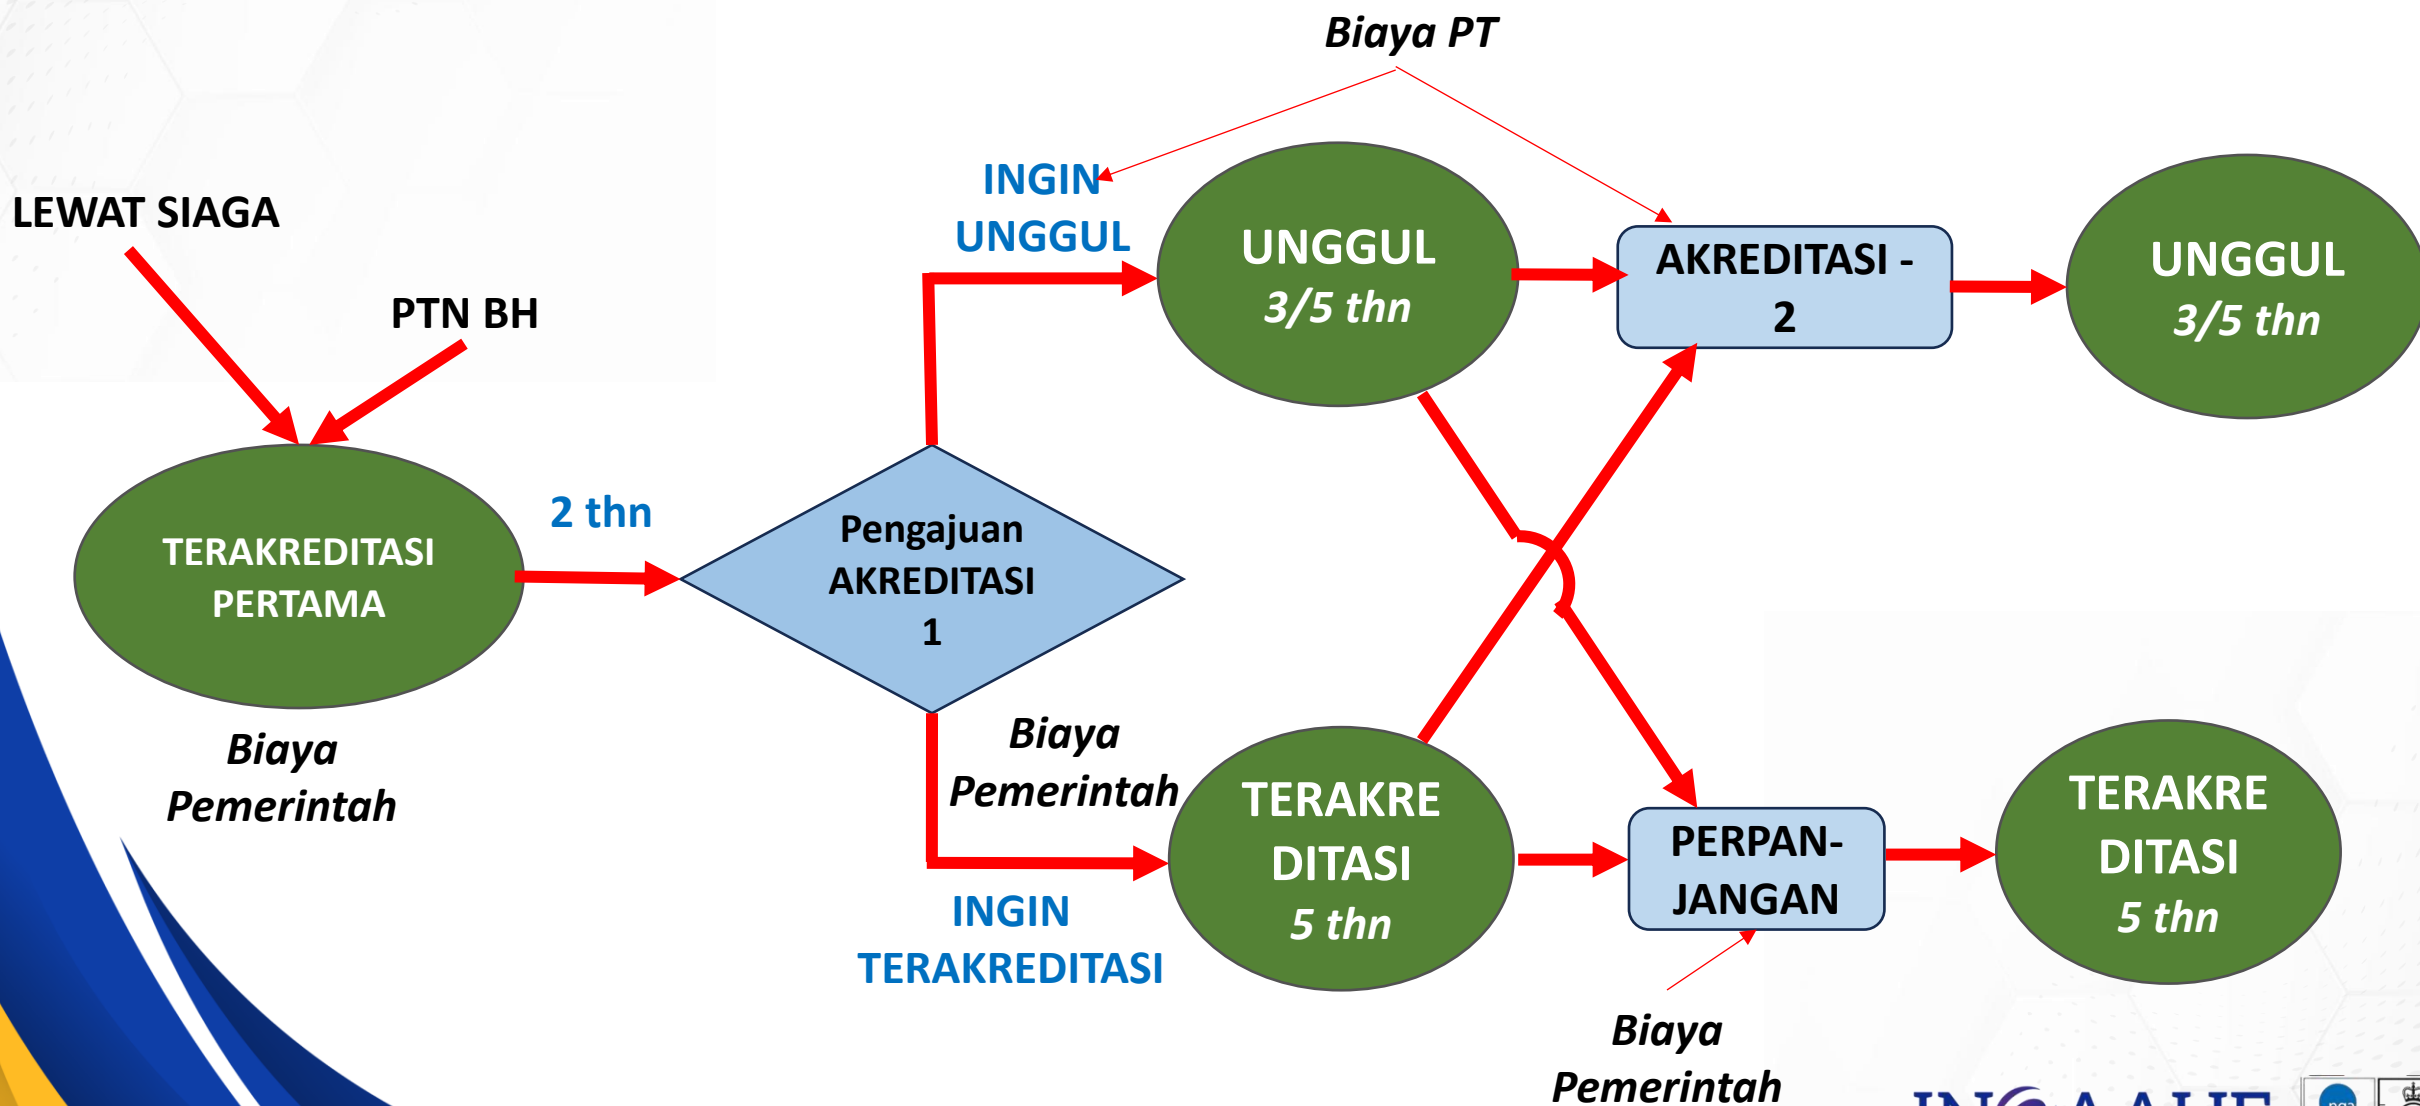 Biaya PT
LEWAT SIAGA
PTN BH
INGIN
UNGGUL
UNGGUL
3/5 thn
AKREDITASI -
2
UNGGUL
3/5 thn
TERAKREDITASI
PERTAMA
2 thn
Pengajuan
AKREDITASI
1
Biaya
Pemerintah
Biaya
Pemerintah
INGIN
TERAKREDITASI
TERAKRE
DITASI
5 thn
PERPAN-
JANGAN
TERAKRE
DITASI
5 thn
Biaya
Pemerintah